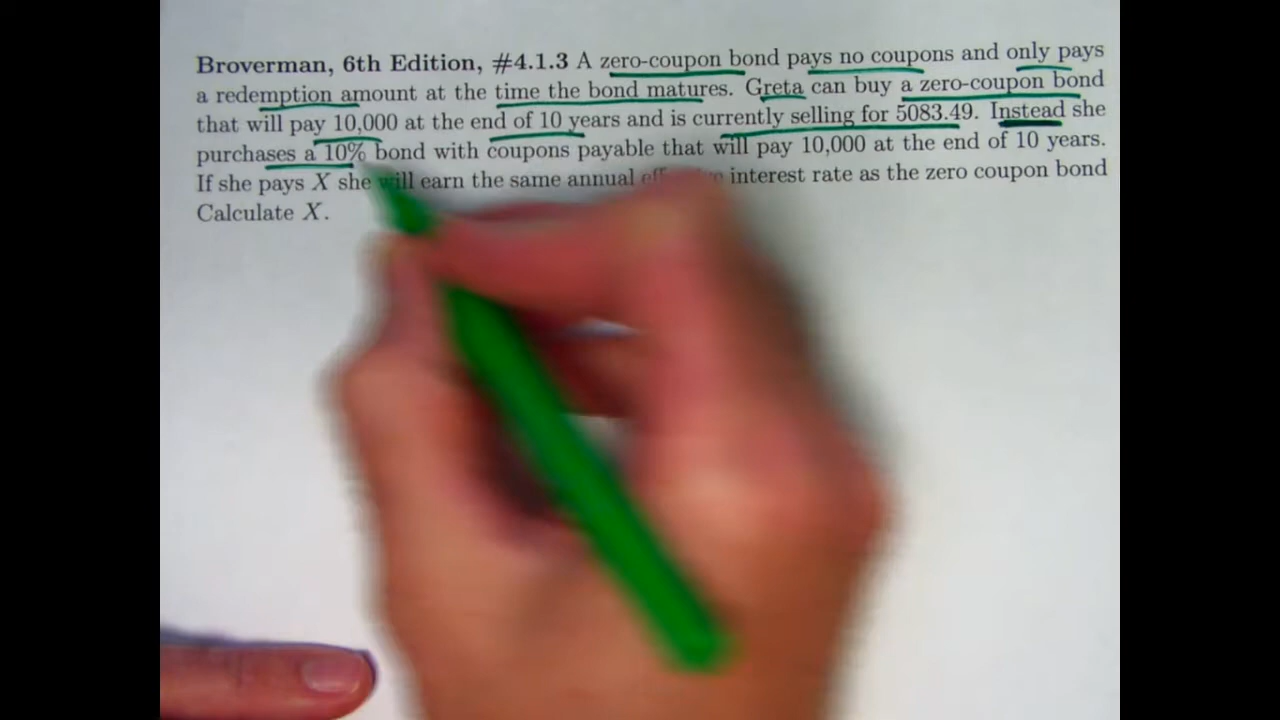 Broverman, 6th Edition, #4.1.3 A zero-coupon bond pays no coupons and only pays
a redemption amount at the time the bond matures. Greta can buy a zero-coupon bond
that will pay 10,000 at the end of 10 years and is currently selling for 5083.49. Instead she
purchases a 10% bond with coupons payable that will pay 10,000 at the end of 10 years.
If she pays X she will earn the same annual interest rate as the zero coupon bond
Calculate X.